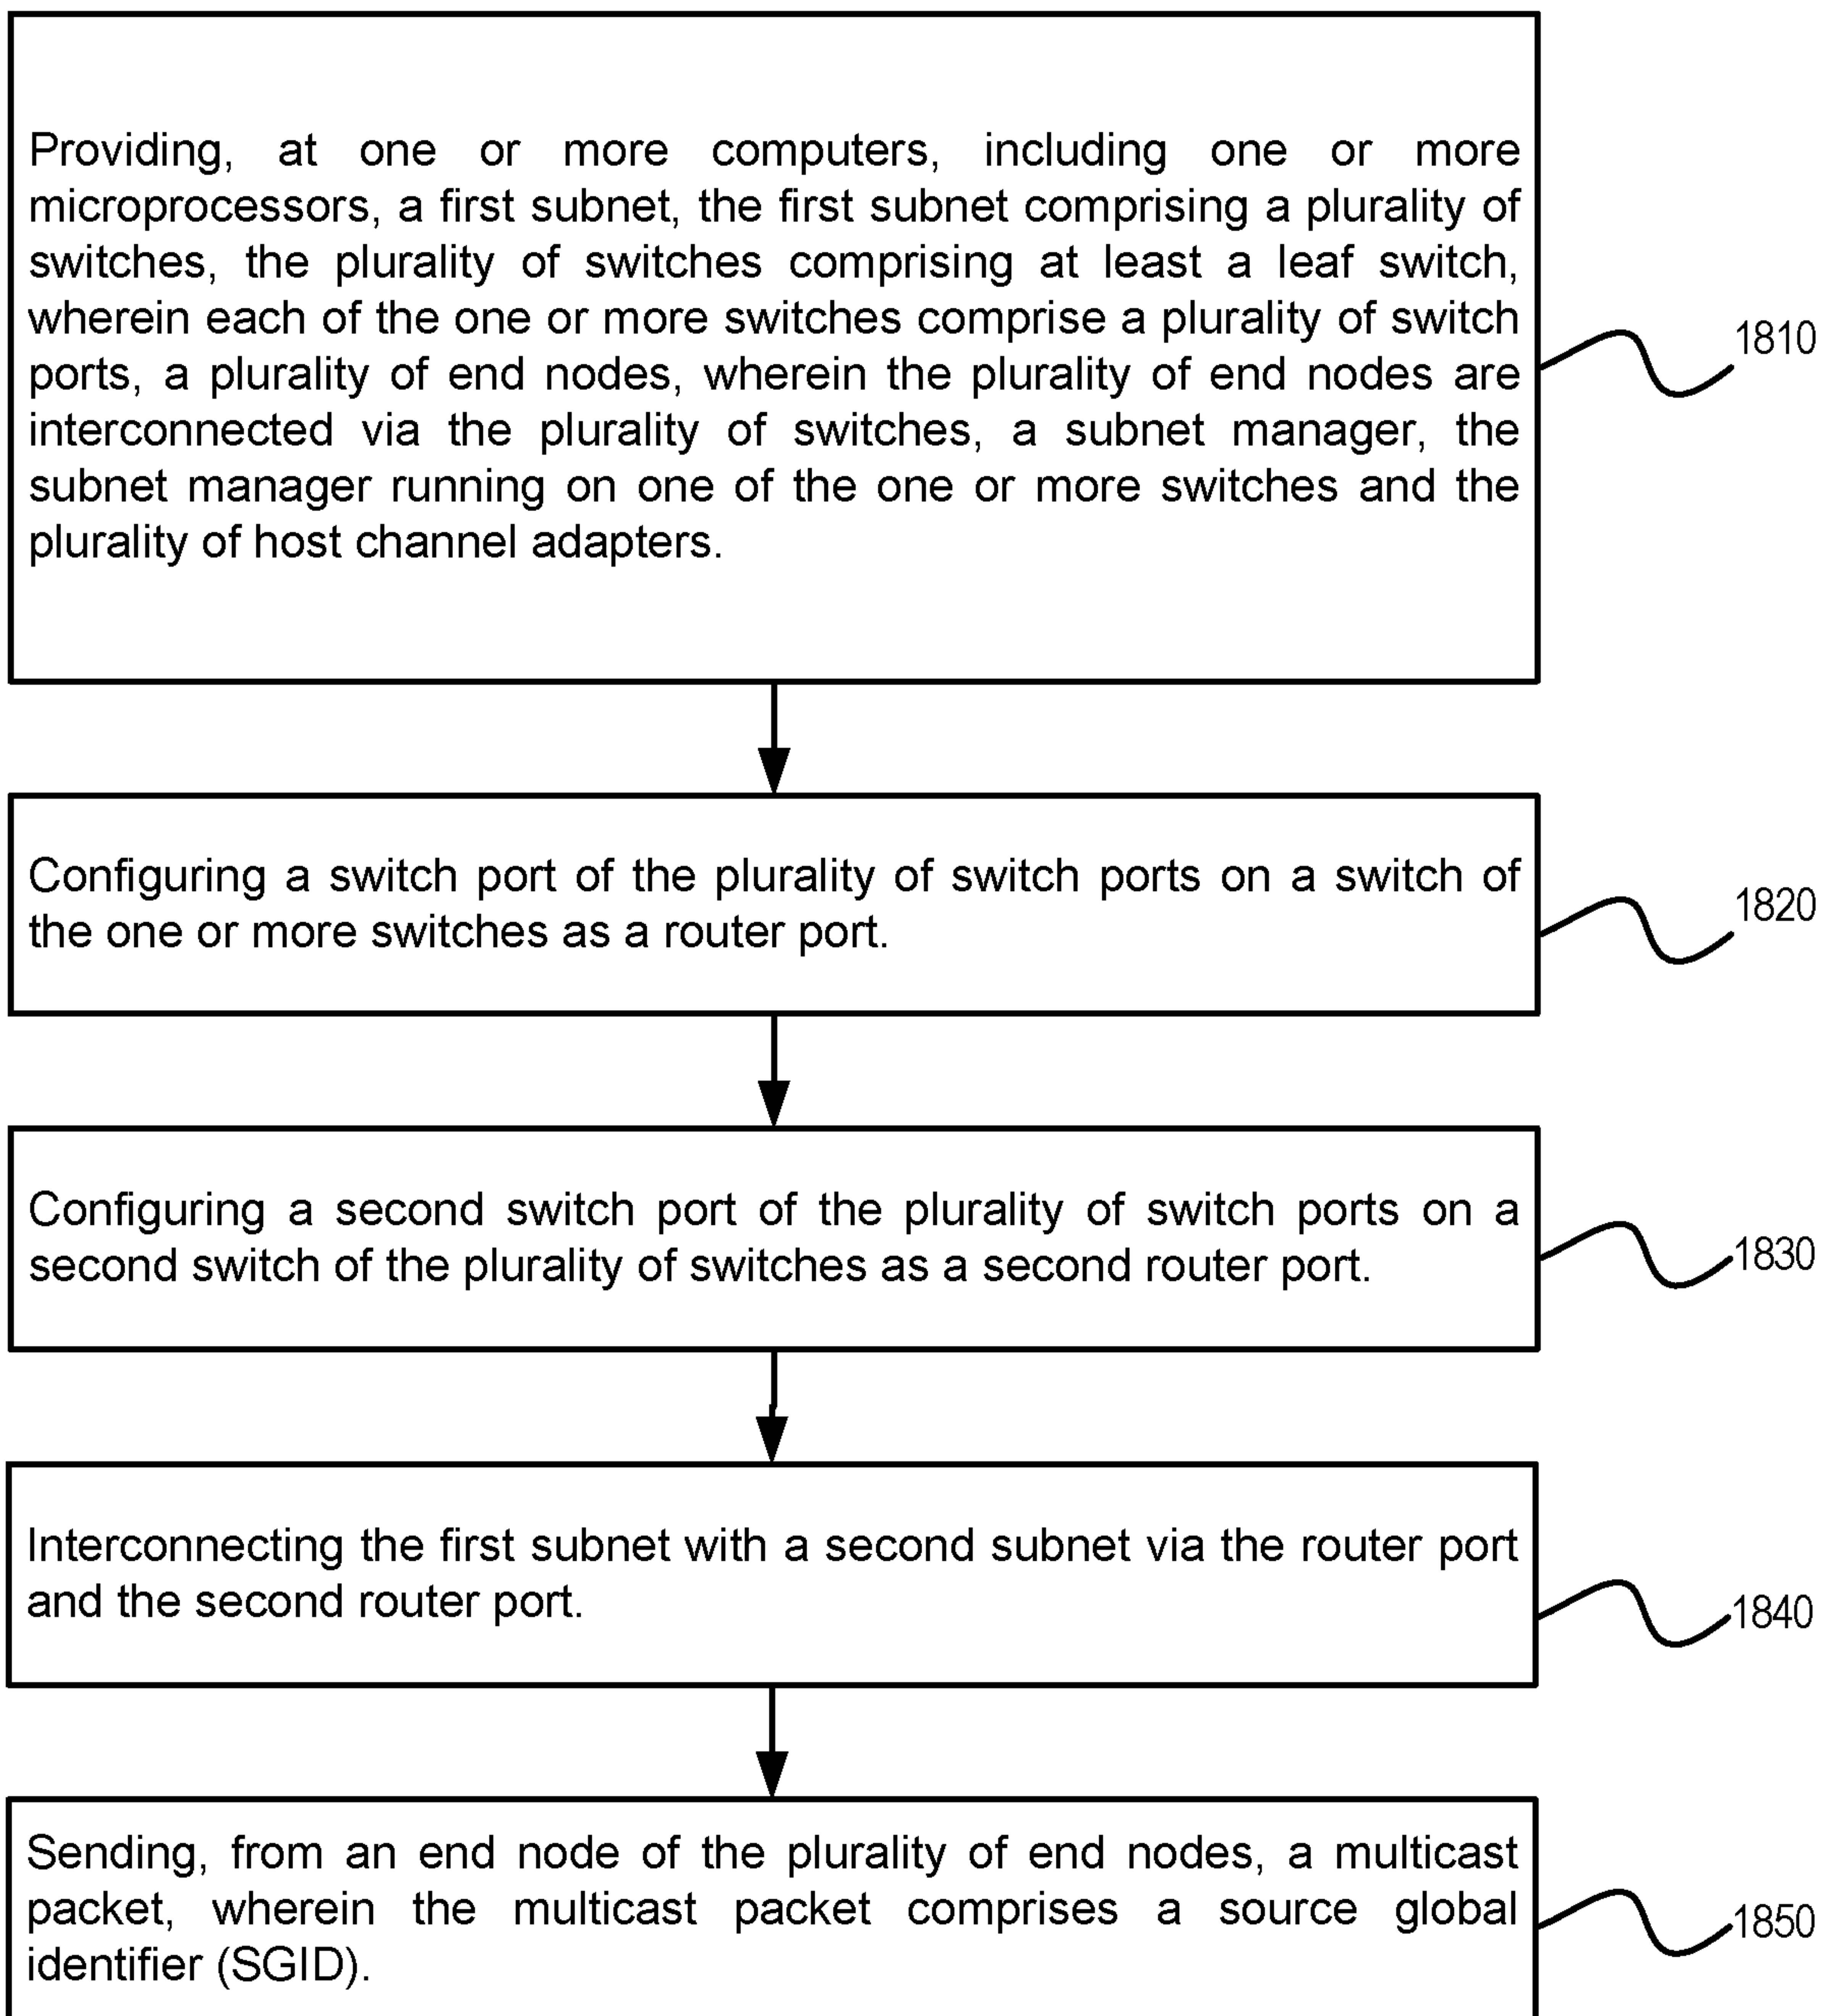 Providing, at one or more computers, including one or more
microprocessors, a first subnet, the first subnet comprising a plurality of
switches, the plurality of switches comprising at least a leaf switch,
wherein each of the one or more switches comprise a plurality of switch
ports, a plurality of end nodes, wherein the plurality of end nodes are
interconnected via the plurality of switches, a subnet manager, the
subnet manager running on one of the one or more switches and the
plurality of host channel adapters.
1810
Configuring a switch port of the plurality of switch ports on a switch of
the one or more switches as a router port.
1820
Configuring a second switch port of the plurality of switch ports on a
second switch of the plurality of switches as a second router port.
1830
Interconnecting the first subnet with a second subnet via the router port
and the second router port.
1840
Sending, from an end node of the plurality of end nodes, a multicast
packet, wherein the multicast packet comprises a source global
identifier (SGID).
1850